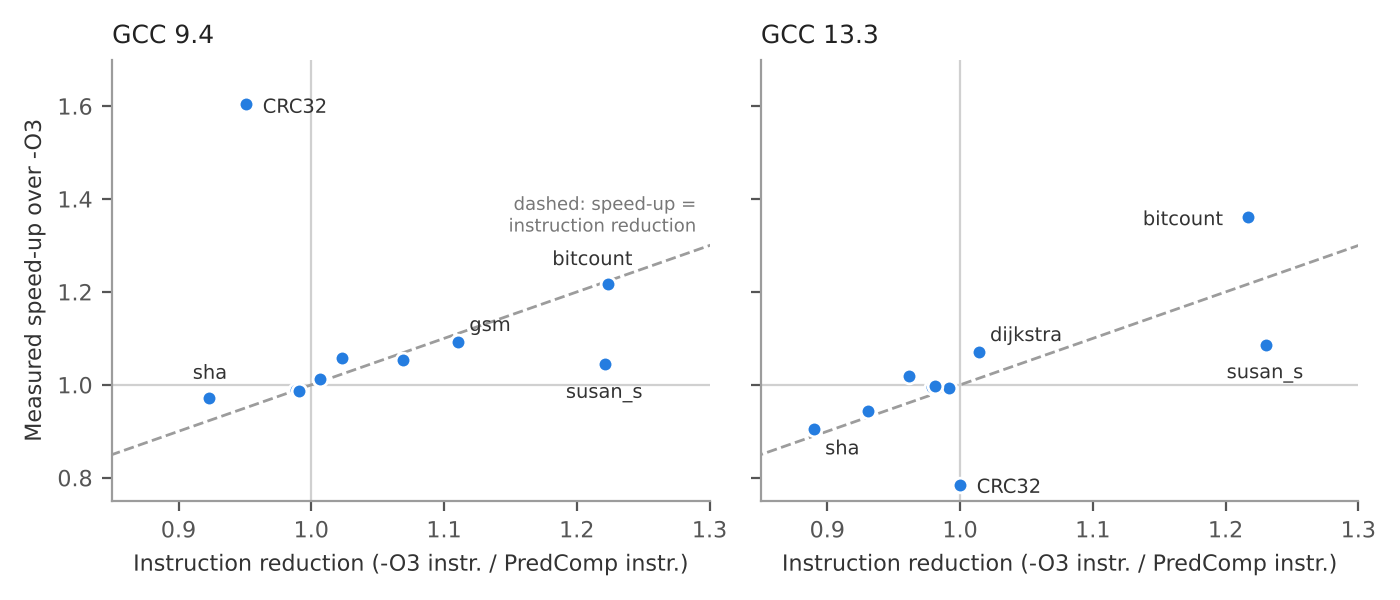 GCC 9.4
GCC 13.3
Measured speed-up over -O3
1.6
1.4
1.2
1.0
0.8
CRC32
dashed: speed-up =
instruction reduction
bitcount
gsm
sha
susan_s
0.9
1.0
1.1
1.2
1.3
Instruction reduction (-O3 instr. / PredComp instr.)
bitcount
dijkstra
susan_s
sha
CRC32
0.9
1.0
1.1
1.2
1.3
Instruction reduction (-O3 instr. / PredComp instr.)